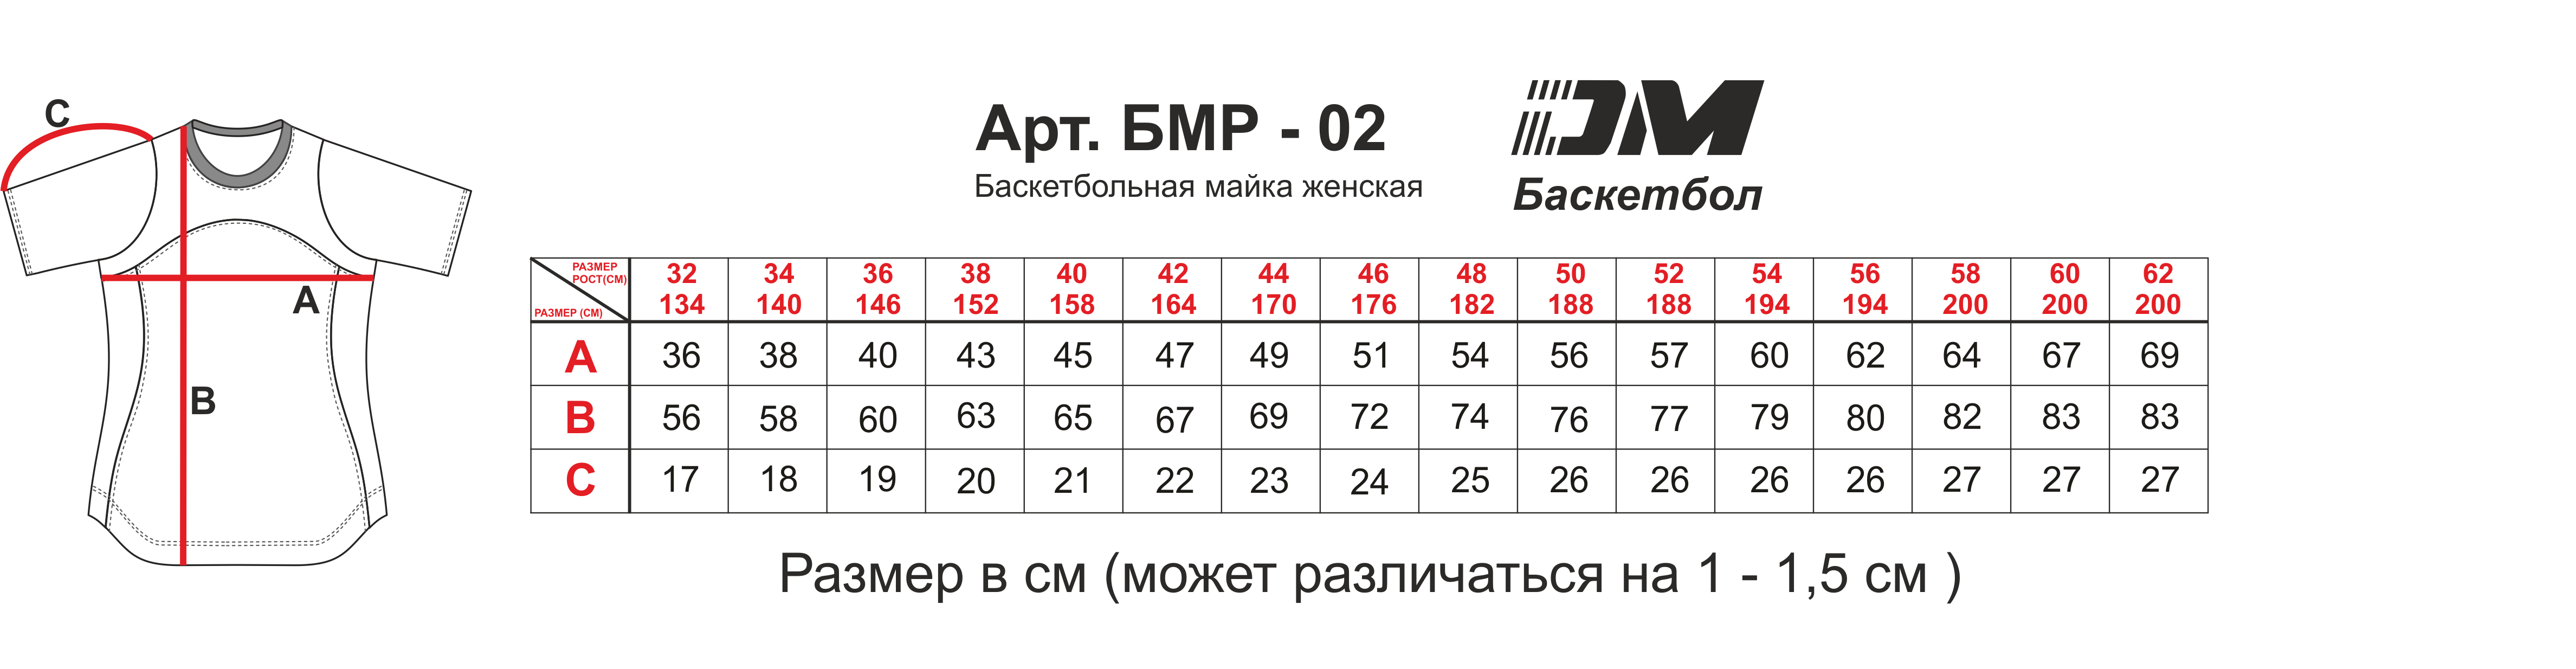 C
A
B
Арт. БМР - 02
Баскетбольная майка женская
DM
Баскетбол
РАЗМЕР
РОСТ(СМ)
РАЗМЕР (СМ)
32 34 36 38 40 42 44 46 48 50 52 54 56 58 60 62
134 140 146 152 158 164 170 176 182 188 188 194 194 200 200 200
A 36 38 40 43 45 47 49 51 54 56 57 60 62 64 67 69
B 56 58 60 63 65 67 69 72 74 76 77 79 80 82 83 83
C 17 18 19 20 21 22 23 24 25 26 26 26 26 27 27 27
Размер в см (может различаться на 1 - 1,5 см )